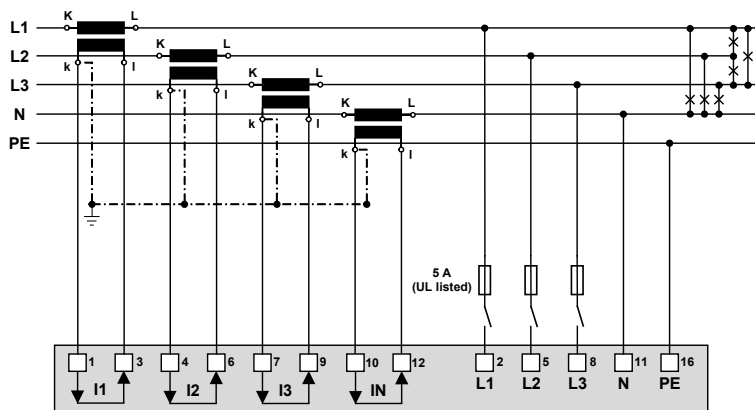 K L
L1
K L
L2
k l
K L
L3
k l
K L
N
k l
PE
k l
5 A
(UL listed)
1 3 4 6 7 9 10 12 2 5 8 11 16
I1 I2 I3 IN L1 L2 L3 N PE